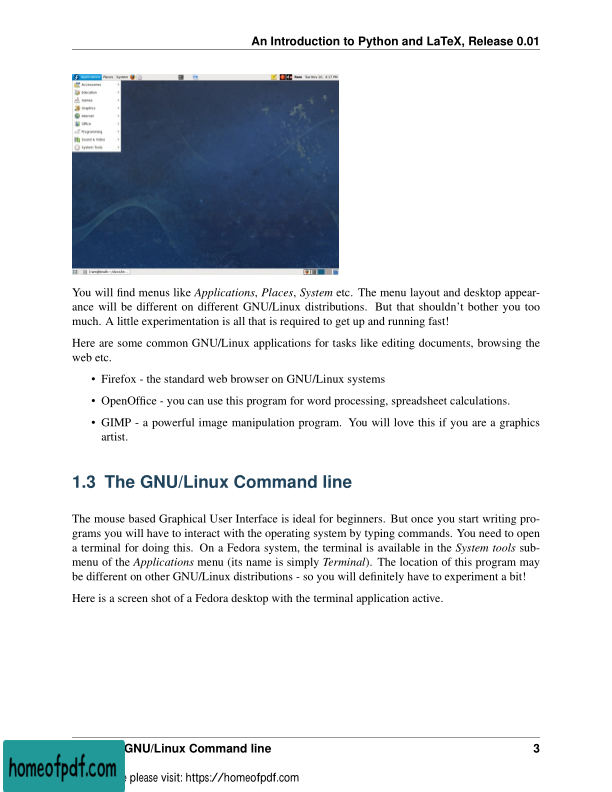 An Introduction to Python and LaTeX, Release 0.01
Applications Places System
Accessories
Education
Games
Graphics
Internet
Office
Programming
Sound & Video
System Tools
You will find menus like Applications, Places, System etc. The menu layout and desktop appear-
ance will be different on different GNU/Linux distributions. But that shouldn't bother you too
much. A little experimentation is all that is required to get up and running fast!
Here are some common GNU/Linux applications for tasks like editing documents, browsing the
web etc.
• Firefox - the standard web browser on GNU/Linux systems
• OpenOffice - you can use this program for word processing, spreadsheet calculations.
• GIMP - a powerful image manipulation program. You will love this if you are a graphics
artist.
1.3 The GNU/Linux Command line
The mouse based Graphical User Interface is ideal for beginners. But once you start writing pro-
grams you will have to interact with the operating system by typing commands. You need to open
a terminal for doing this. On a Fedora system, the terminal is available in the System tools sub-
menu of the Applications menu (its name is simply Terminal). The location of this program may
be different on other GNU/Linux distributions - so you will definitely have to experiment a bit!
Here is a screen shot of a Fedora desktop with the terminal application active.
GNU/Linux Command line 3
homeofpdf.com
please visit: https://homeofpdf.com